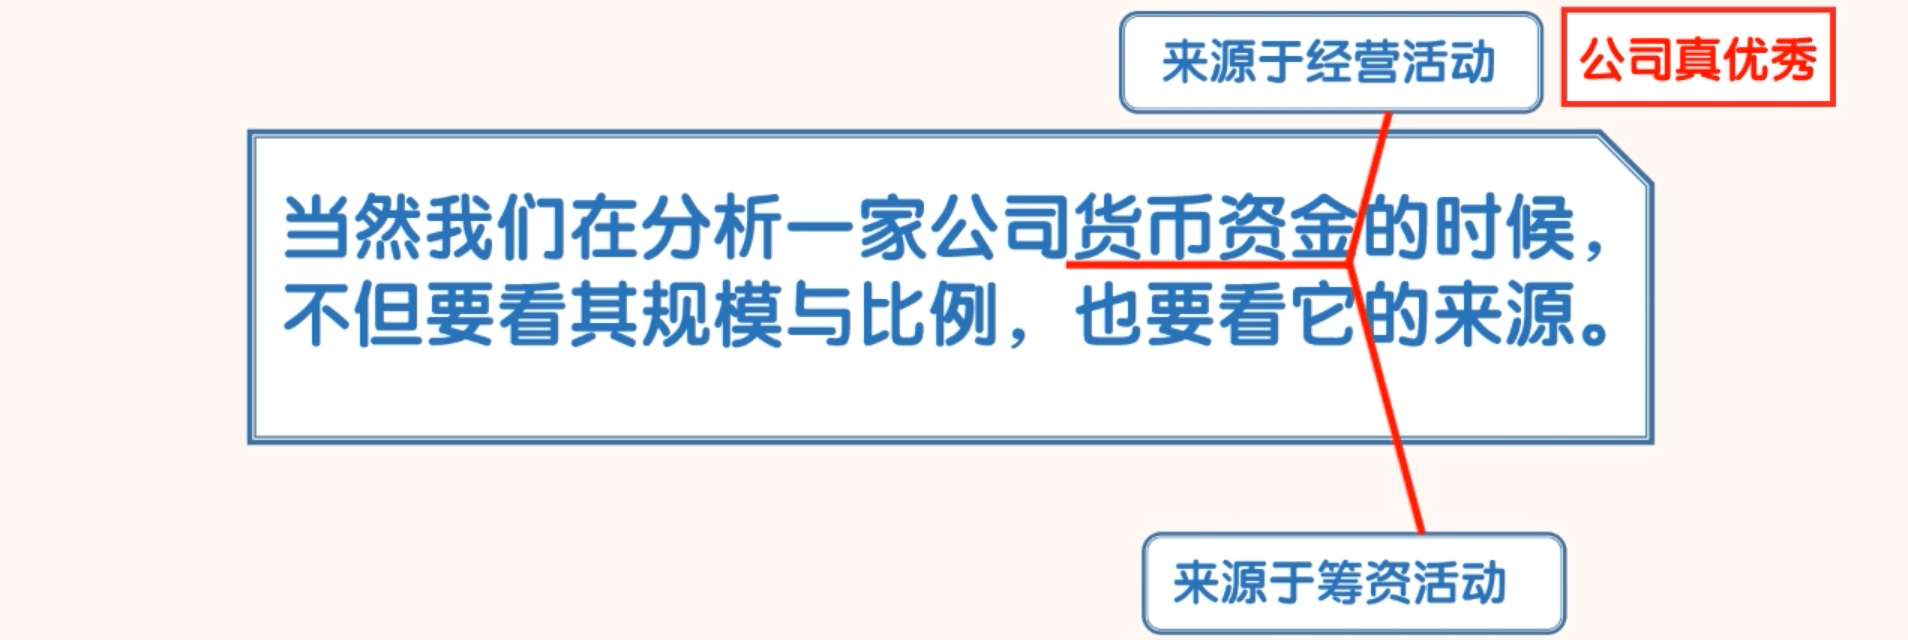 来源于经营活动
公司真优秀
当然我们在分析一家公司货币资金的时候，
不但要看其规模与比例，也要看它的来源。
来源于筹资活动